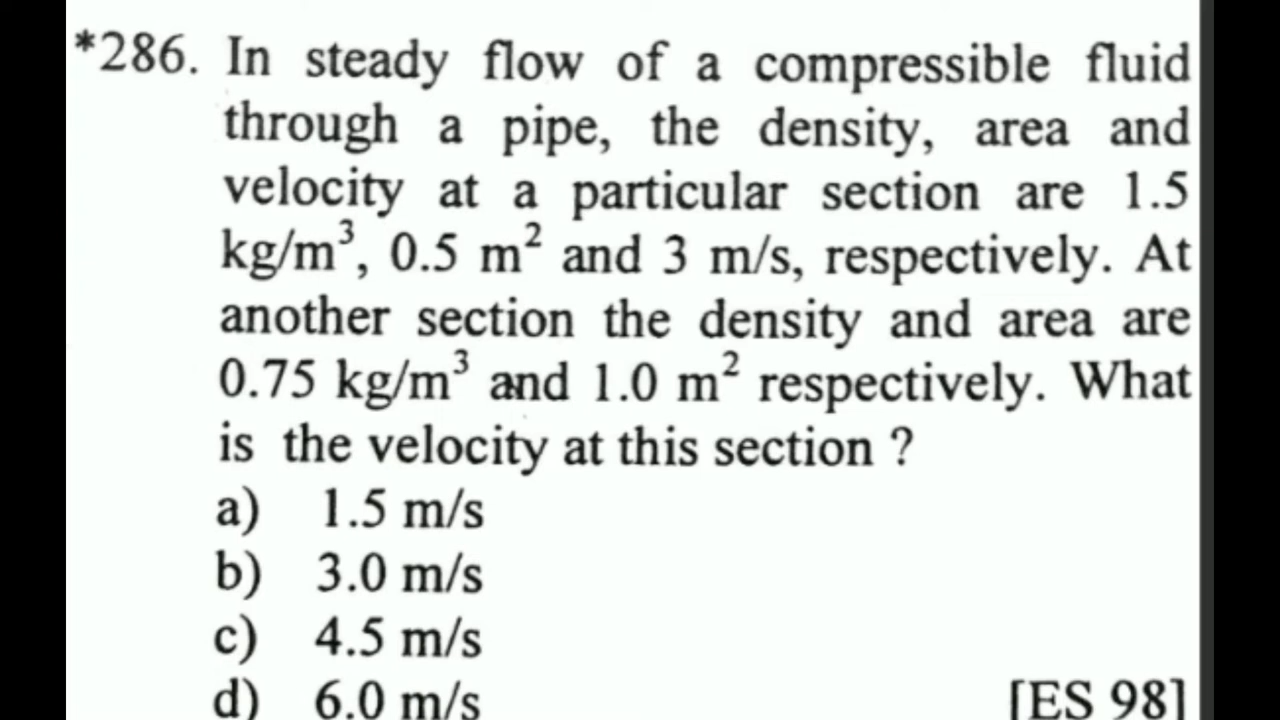 *286. In steady flow of a compressible fluid
through a pipe, the density, area and
velocity at a particular section are 1.5
kg/m³, 0.5 m² and 3 m/s, respectively. At
another section the density and area are
0.75 kg/m³ and 1.0 m² respectively. What
is the velocity at this section ?
a) 1.5 m/s
b) 3.0 m/s
c) 4.5 m/s
d) 6.0 m/s [ES 98]